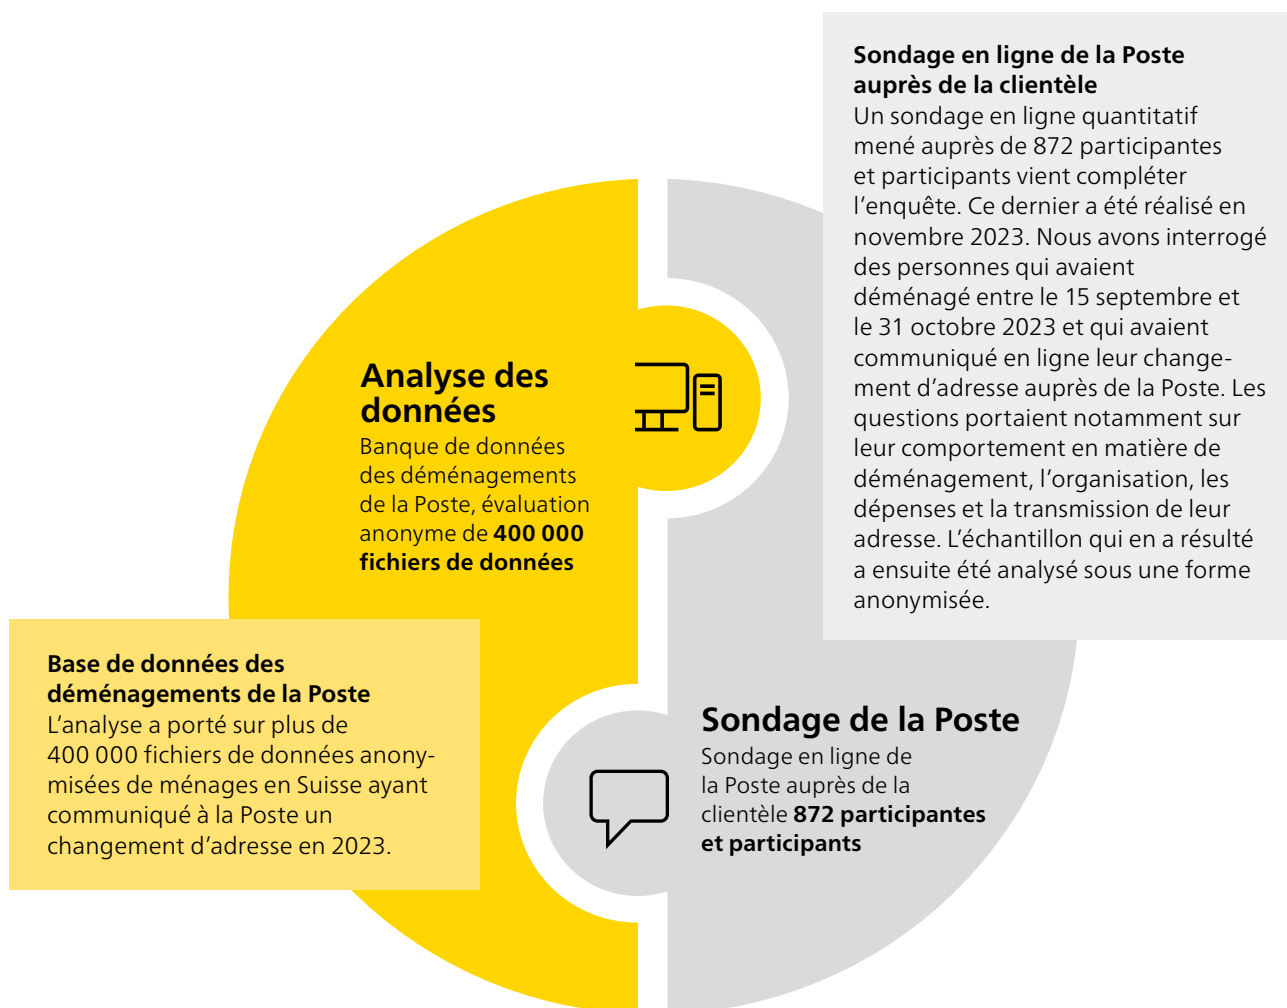 Sondage en ligne de la Poste
auprès de la clientèle
Un sondage en ligne quantitatif
mené auprès de 872 participantes
et participants vient compléter
l’enquête. Ce dernier a été réalisé en
novembre 2023. Nous avons interrogé
des personnes qui avaient
déménagé entre le 15 septembre et
le 31 octobre 2023 et qui avaient
communiqué en ligne leur change-
ment d’adresse auprès de la Poste. Les
questions portaient notamment sur
leur comportement en matière de
déménagement, l’organisation, les
dépenses et la transmission de leur
adresse. L’échantillon qui en a résulté
a ensuite été analysé sous une forme
anonymisée.
Analyse des
données
Banque de données
des déménagements
de la Poste, évaluation
anonyme de 400 000
fichiers de données
Base de données des
déménagements de la Poste
L’analyse a porté sur plus de
400 000 fichiers de données anony-
misées de ménages en Suisse ayant
communiqué à la Poste un
changement d’adresse en 2023.
Sondage de la Poste
Sondage en ligne de
la Poste auprès de la
clientèle 872 participantes
et participants